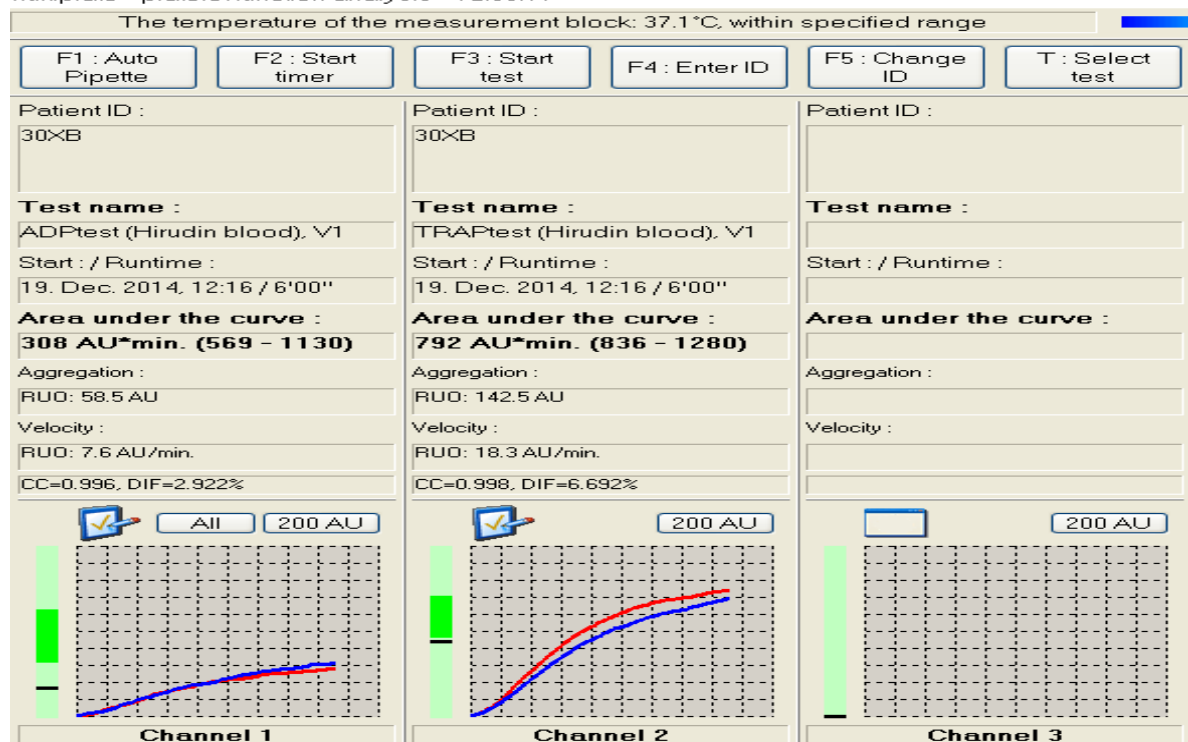 The temperature of the measurement block: 37.1°C, within specified range
F1 : Auto Pipette
F2 : Start timer
F3 : Start test
F4 : Enter ID
F5 : Change ID
T : Select test
Patient ID :
30XB
Test name :
ADPtest (Hirudin blood), V1
Start : / Runtime :
19. Dec. 2014, 12:16 / 6'00"
Area under the curve :
308 AU*min. (569 - 1130)
Aggregation :
RUO: 58.5 AU
Velocity :
RUO: 7.6 AU/min.
CC=0.996, DIF=2.922%
All
200 AU
Channel 1
Patient ID :
30XB
Test name :
TRAPtest (Hirudin blood), V1
Start : / Runtime :
19. Dec. 2014, 12:16 / 6'00"
Area under the curve :
792 AU*min. (836 - 1280)
Aggregation :
RUO: 142.5 AU
Velocity :
RUO: 18.3 AU/min.
CC=0.998, DIF=6.692%
200 AU
Channel 2
Patient ID :
Test name :
Start : / Runtime :
Area under the curve :
Aggregation :
Velocity :
200 AU
Channel 3